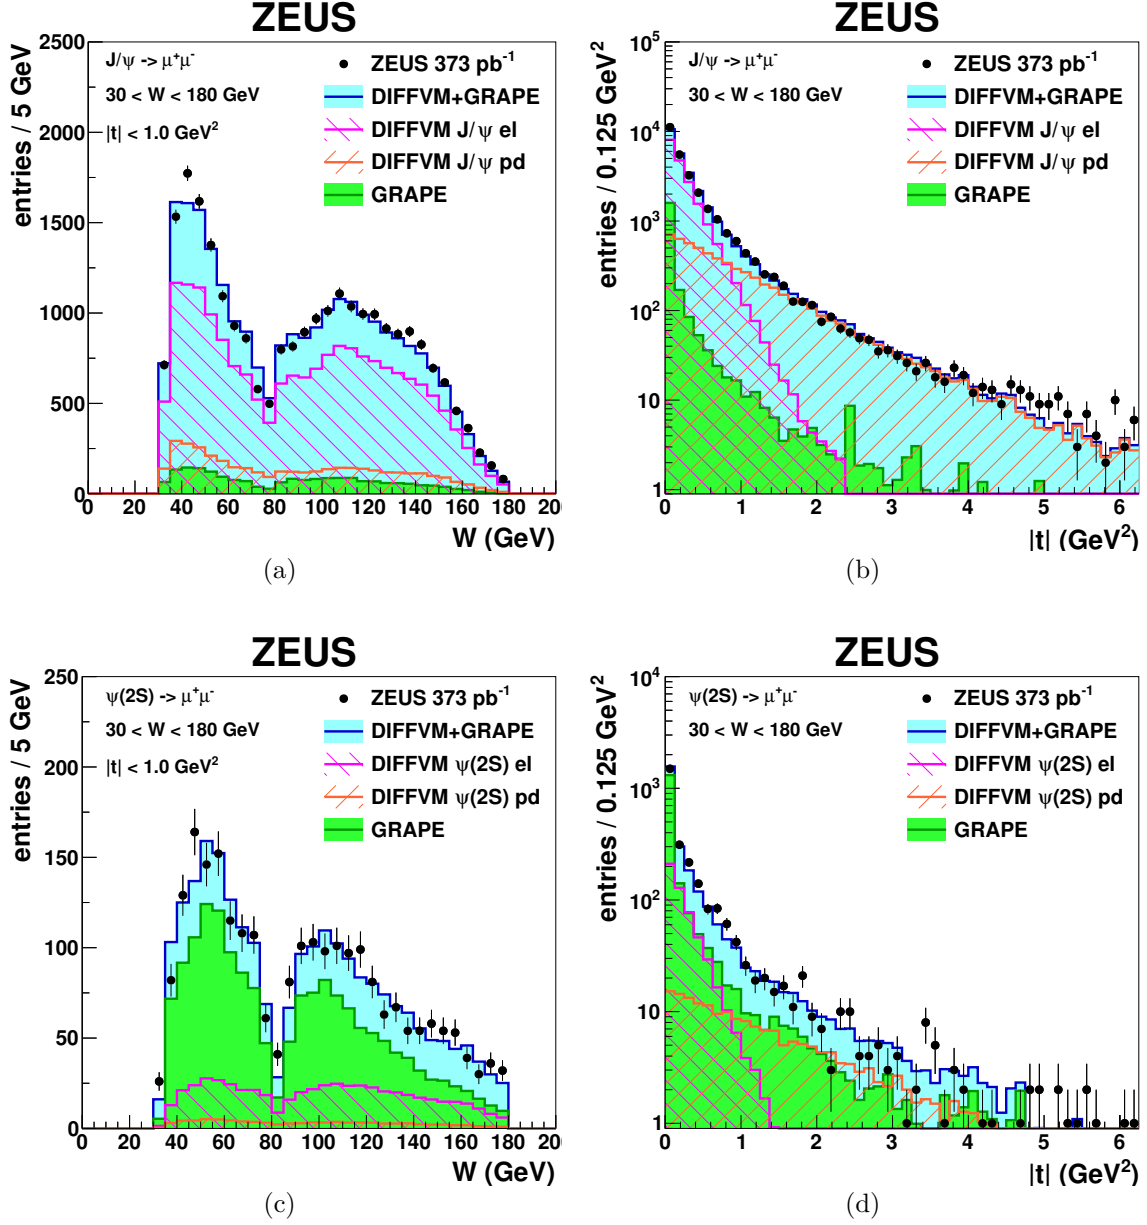 ZEUS
entries / 5 GeV
2500
2000
1500
1000
500
0
J/ψ -> μ⁺μ⁻
30 < W < 180 GeV
|t| < 1.0 GeV²
ZEUS 373 pb⁻¹
DIFFVM+GRAPE
DIFFVM J/ψ el
DIFFVM J/ψ pd
GRAPE
0 20 40 60 80 100 120 140 160 180 20
W (GeV)
(a)
ZEUS
entries / 0.125 GeV²
10⁵
10⁴
10³
10²
10
1
J/ψ -> μ⁺μ⁻
30 < W < 180 GeV
ZEUS 373 pb⁻¹
DIFFVM+GRAPE
DIFFVM J/ψ el
DIFFVM J/ψ pd
GRAPE
0 1 2 3 4 5 6
|t| (GeV²)
(b)
ZEUS
entries / 5 GeV
250
200
150
100
50
0
ψ(2S) -> μ⁺μ⁻
30 < W < 180 GeV
|t| < 1.0 GeV²
ZEUS 373 pb⁻¹
DIFFVM+GRAPE
DIFFVM ψ(2S) el
DIFFVM ψ(2S) pd
GRAPE
0 20 40 60 80 100 120 140 160 180 20
W (GeV)
(c)
ZEUS
entries / 0.125 GeV²
10⁴
10³
10²
10
1
ψ(2S) -> μ⁺μ⁻
30 < W < 180 GeV
ZEUS 373 pb⁻¹
DIFFVM+GRAPE
DIFFVM ψ(2S) el
DIFFVM ψ(2S) pd
GRAPE
0 1 2 3 4 5 6
|t| (GeV²)
(d)